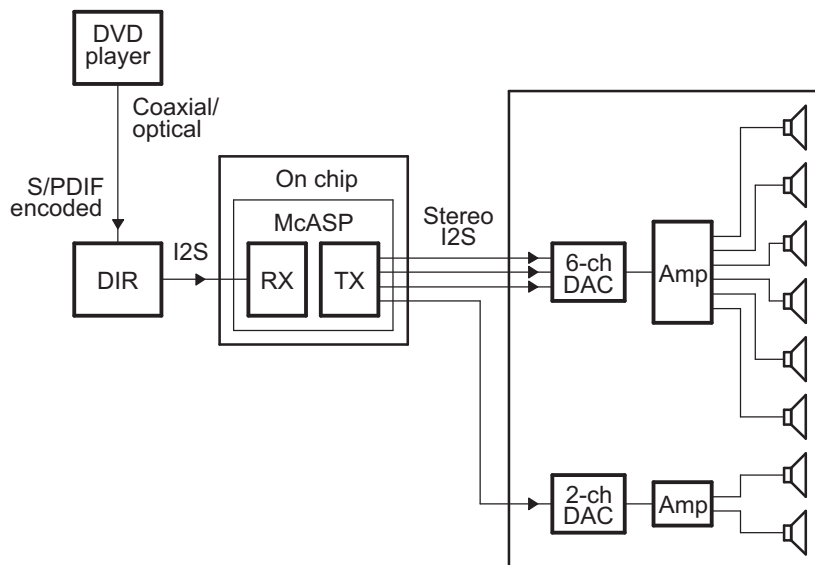 DVD
player
Coaxial/
optical
S/PDIF
encoded
DIR
I2S
On chip
McASP
RX
TX
Stereo
I2S
6-ch
DAC
Amp
2-ch
DAC
Amp